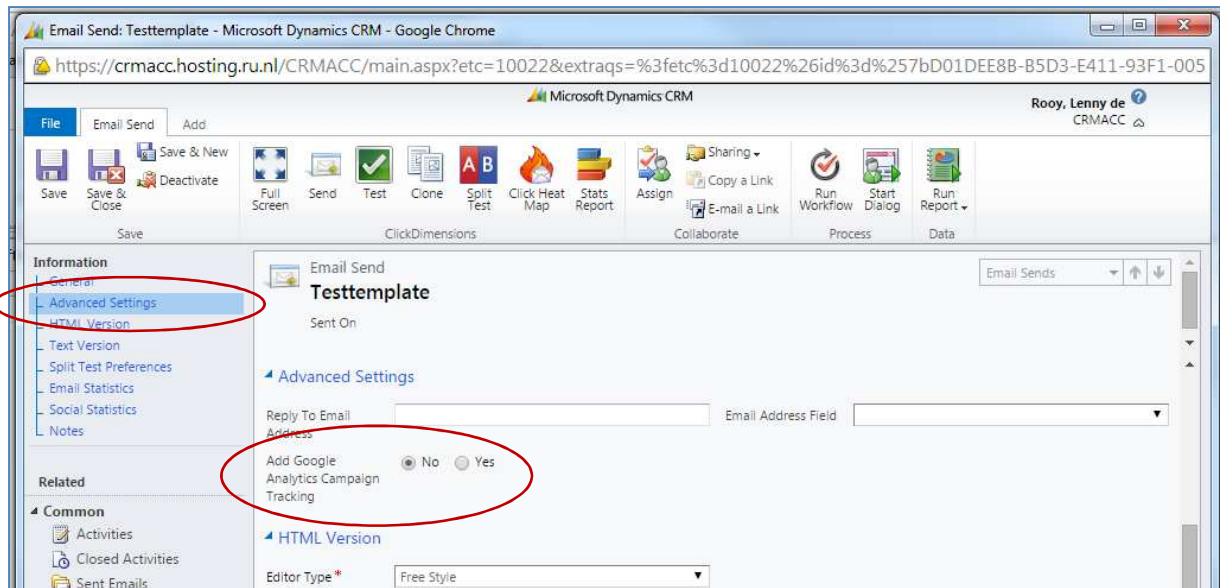 Email Send: Testtemplate - Microsoft Dynamics CRM - Google Chrome
https://crmacc.hosting.ru.nl/CRMACC/main.aspx?etc=10022&extraqs=%3fetc%3d10022%26id%3d%257bD01DEE8B-B5D3-E411-93F1-005
Microsoft Dynamics CRM
Rooy, Lenny de
CRMACC
File Email Send Add
Save
Save & Close
Save & New
Deactivate
Full Screen
Send
Test
Clone
Split Test
Click Heat Map
Stats Report
Assign
Sharing
Copy a Link
E-mail a Link
Run Workflow
Start Dialog
Run Report
Save
ClickDimensions
Collaborate
Process
Data
Information
General
Advanced Settings
HTML Version
Text Version
Split Test Preferences
Email Statistics
Social Statistics
Notes
Related
Common
Activities
Closed Activities
Sent Emails
Email Send
Testtemplate
Sent On
Email Sends
Advanced Settings
Reply To Email Address
Email Address Field
Add Google Analytics Campaign Tracking
No Yes
HTML Version
Editor Type*
Free Style